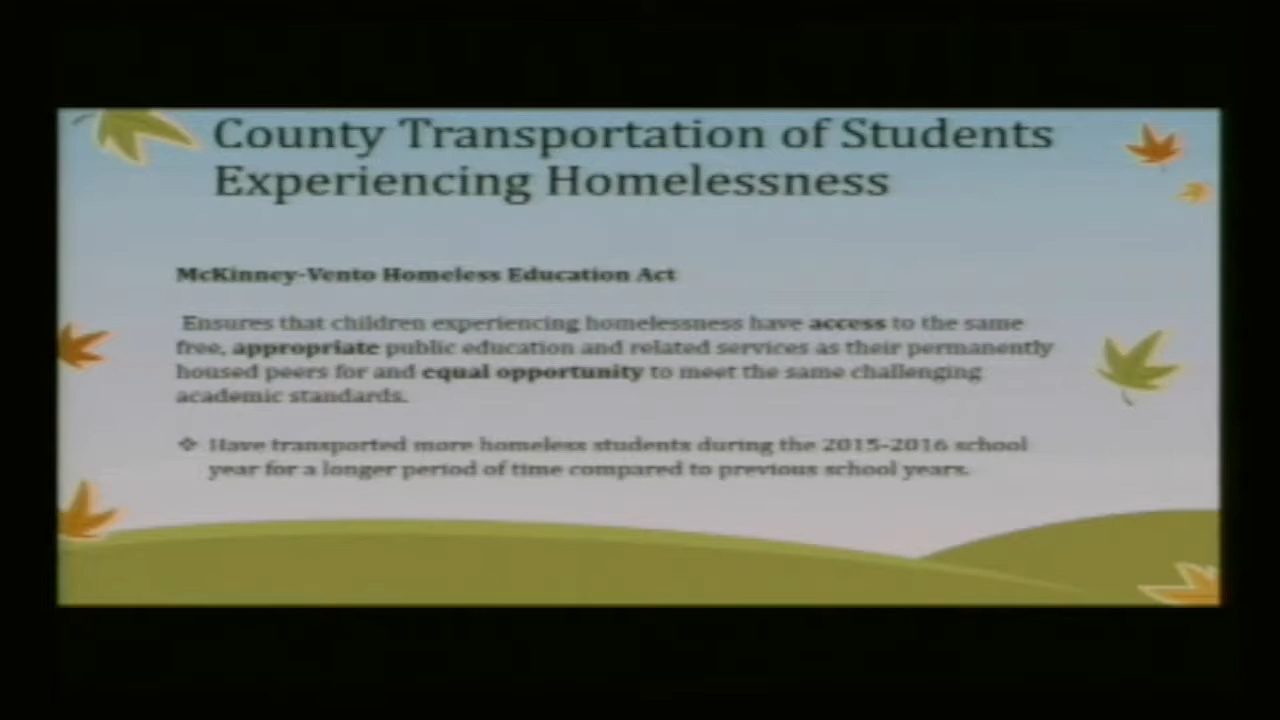 County Transportation of Students
Experiencing Homelessness
McKinney-Vento Homeless Education Act
Ensures that children experiencing homelessness have access to the same
free, appropriate public education and related services as their permanently
housed peers for and equal opportunity to meet the same challenging
academic standards.
❖ Have transported more homeless students during the 2015-2016 school
year for a longer period of time compared to previous school years.